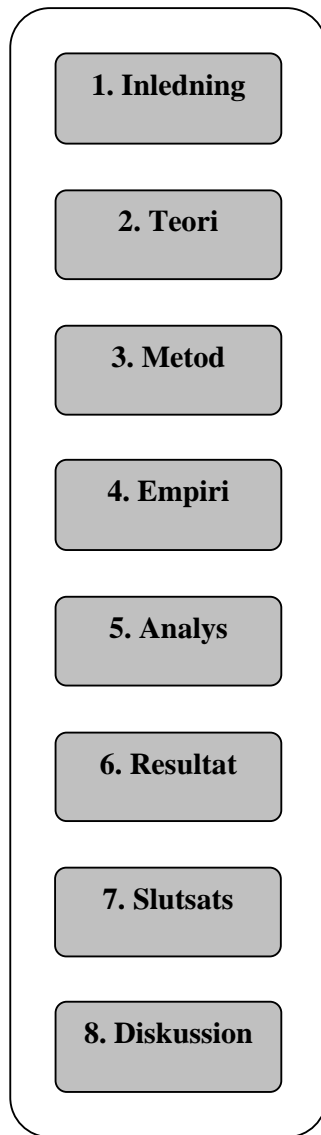 1. Inledning
2. Teori
3. Metod
4. Empiri
5. Analys
6. Resultat
7. Slutsats
8. Diskussion